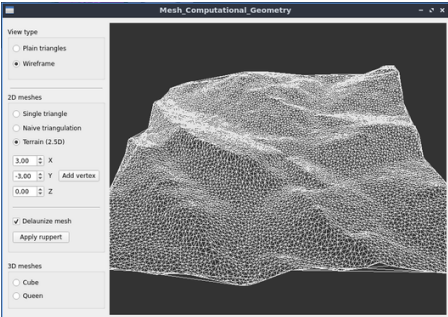 Mesh_Computational_Geometry
View type
Plain triangles
Wireframe
2D meshes
Single triangle
Naive triangulation
Terrain (2.5D)
3.00 X
-3.00 Y Add vertex
0.00 Z
Delaunize mesh
Apply ruppert
3D meshes
Cube
Queen